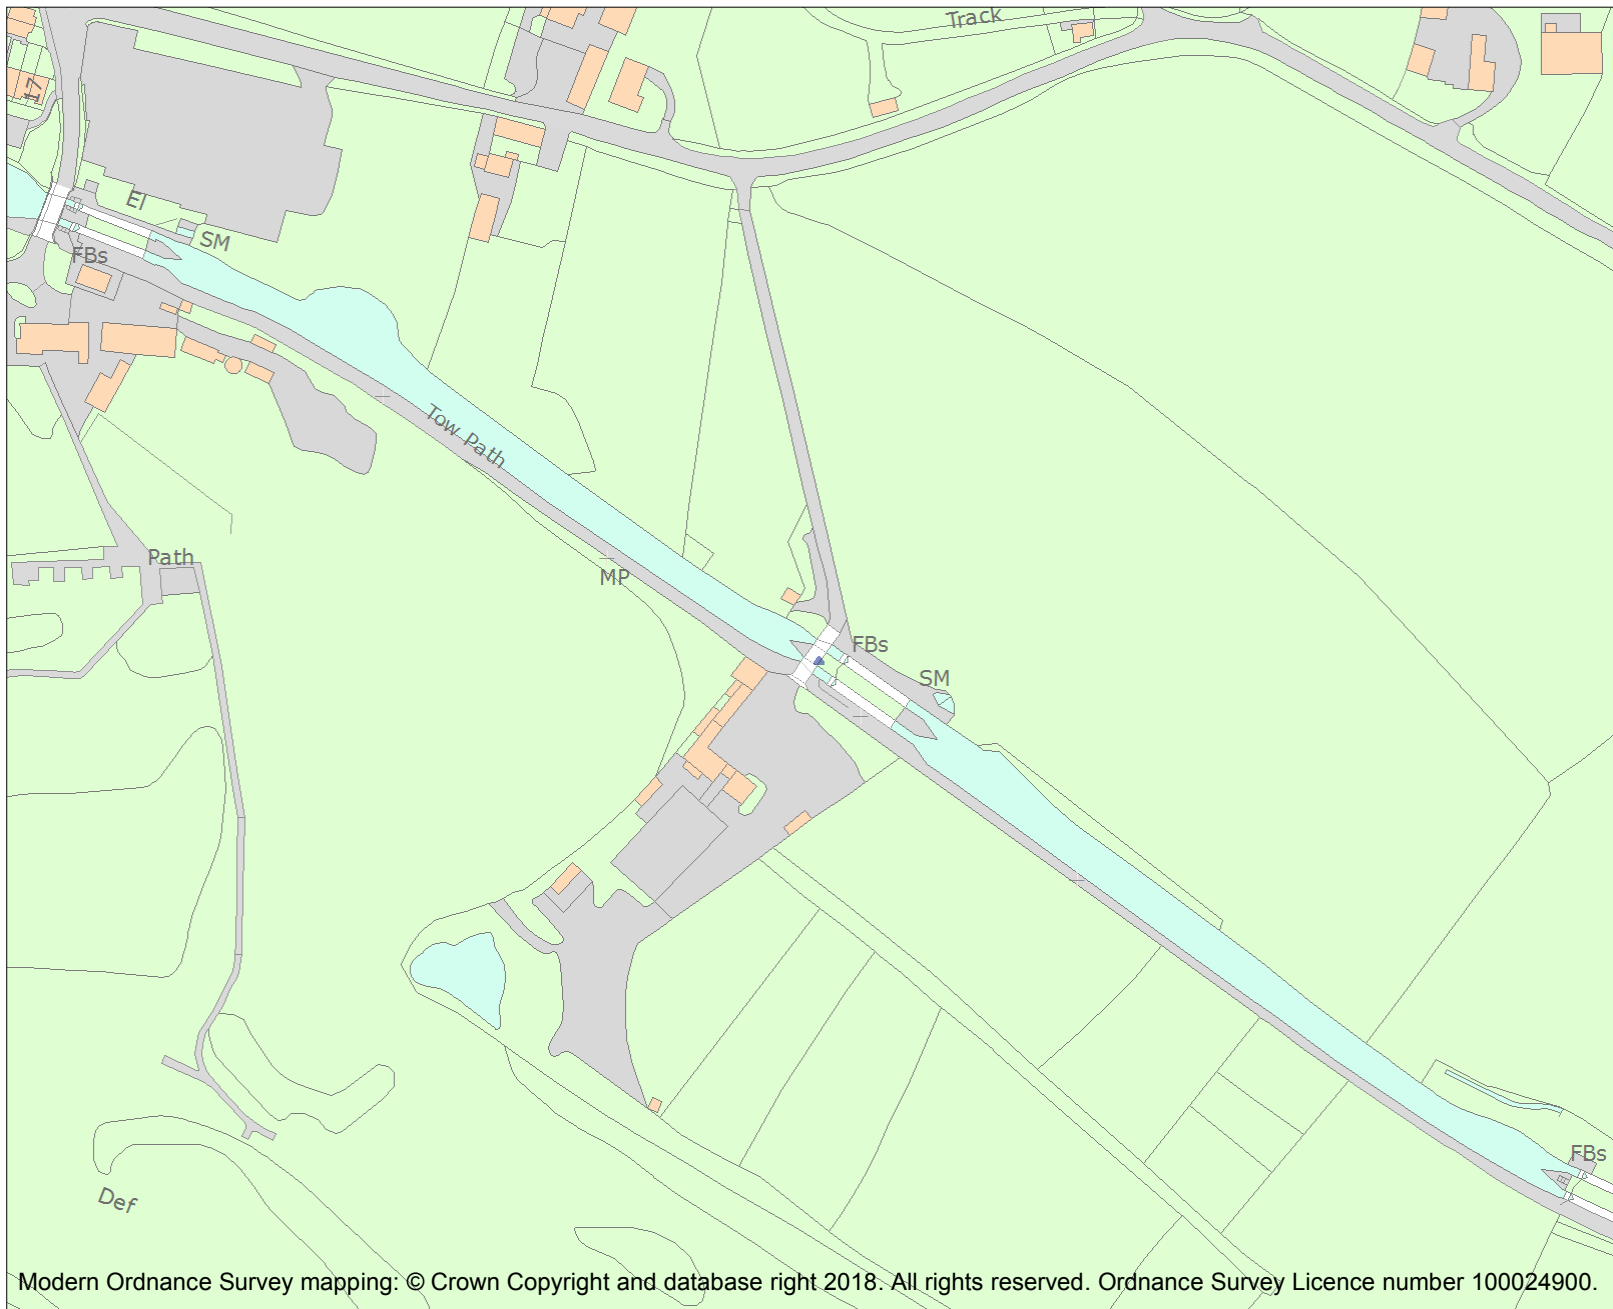 Track
17
El
SM
FBs
Tow Path
Path
MP
FBs
SM
FBs
Def
Modern Ordnance Survey mapping: © Crown Copyright and database right 2018. All rights reserved. Ordnance Survey Licence number 100024900.